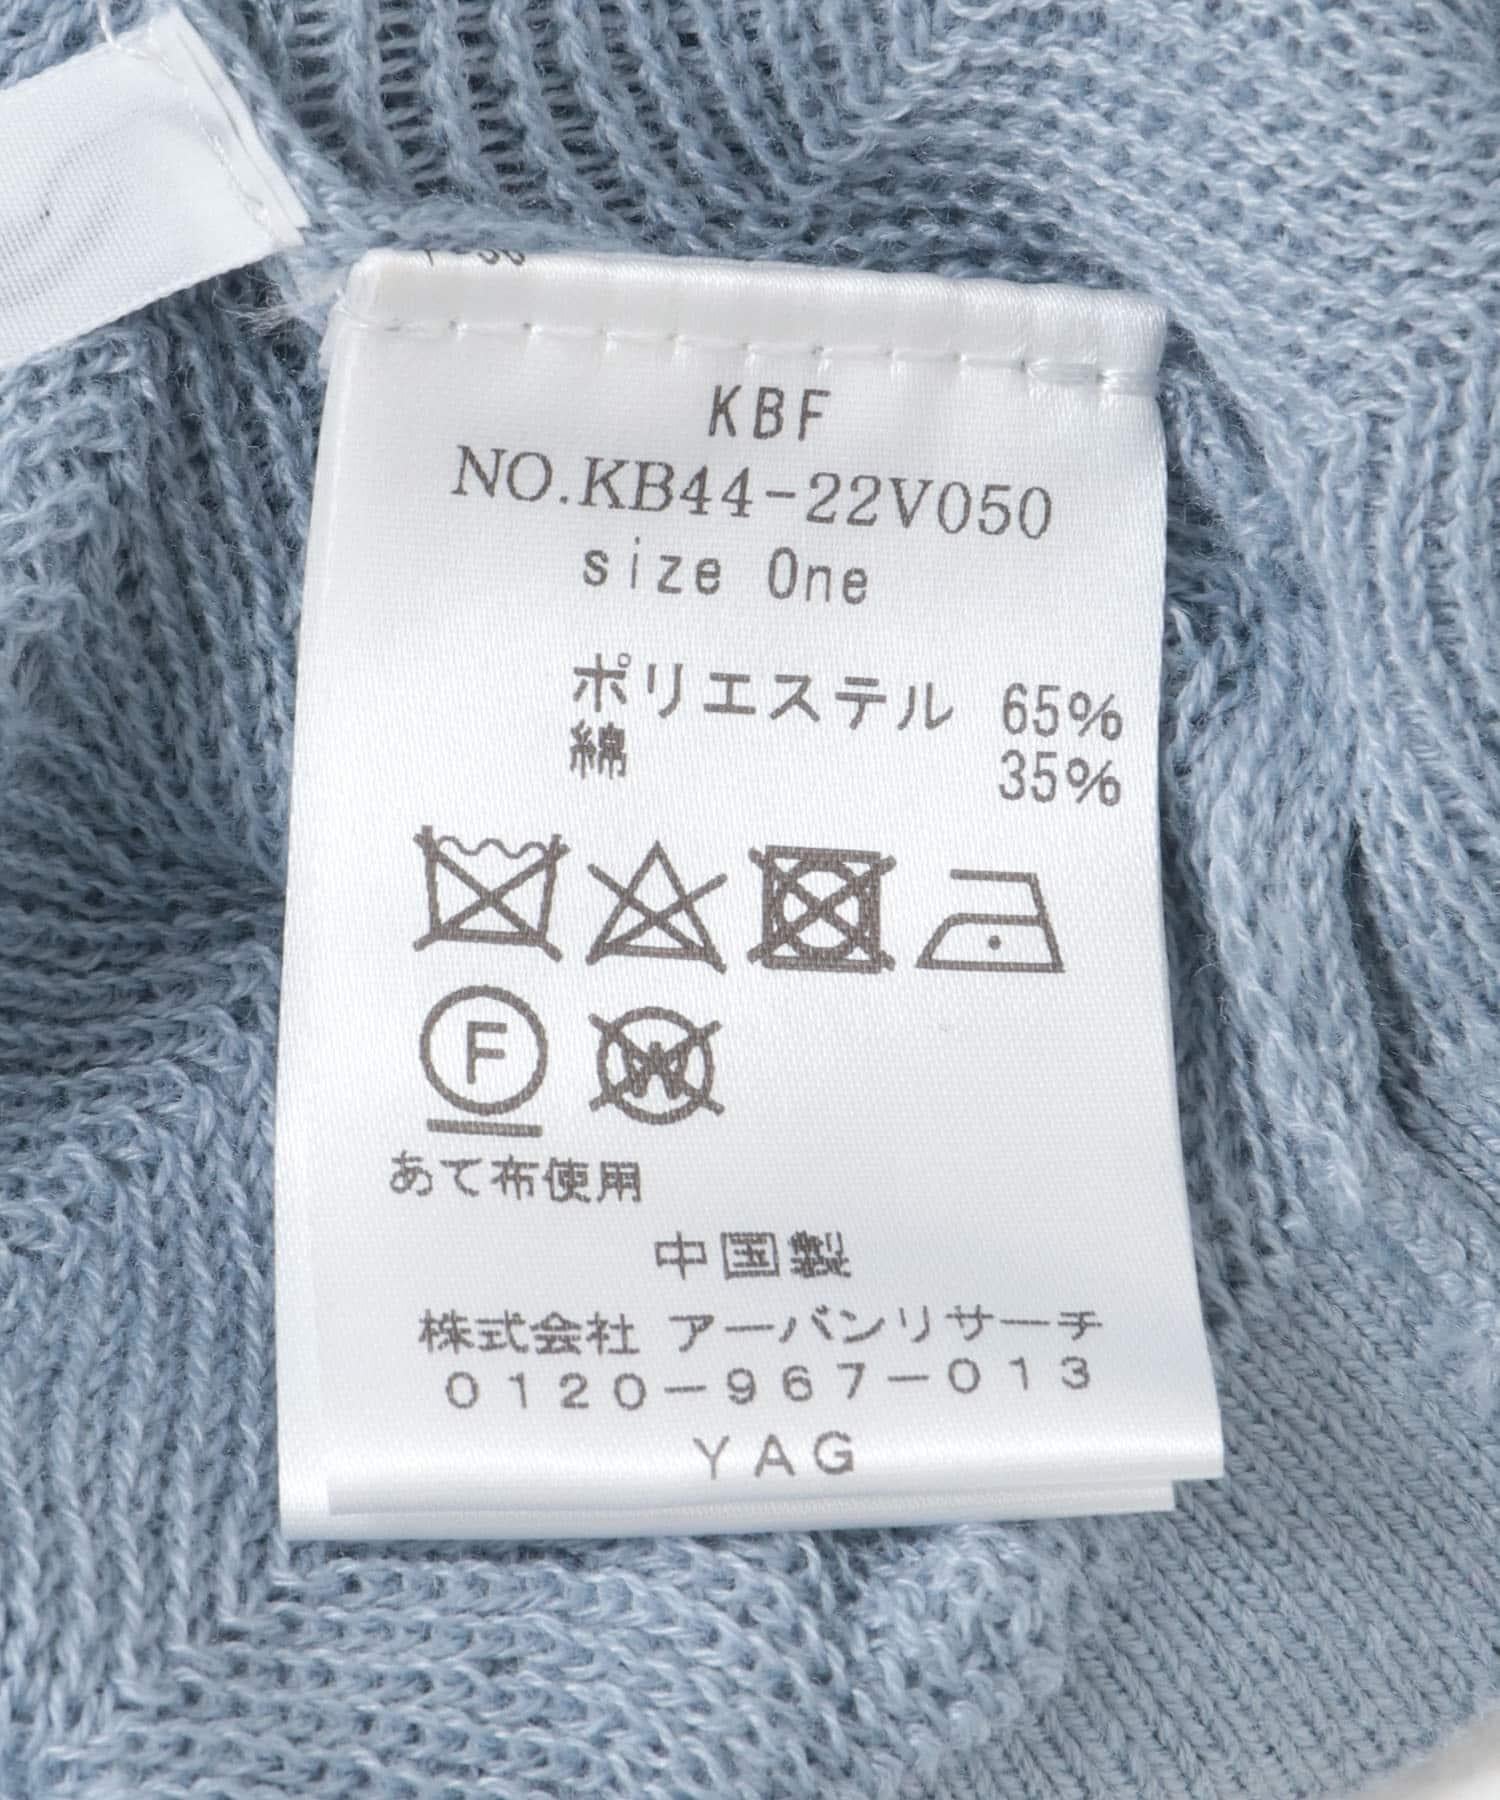 KBF
NO.KB44-22V050
size One
ポリエステル 65%
綿 35%
F
W
あて布使用
中国製
株式会社 アーバンリサーチ
0120-967-013
YAG